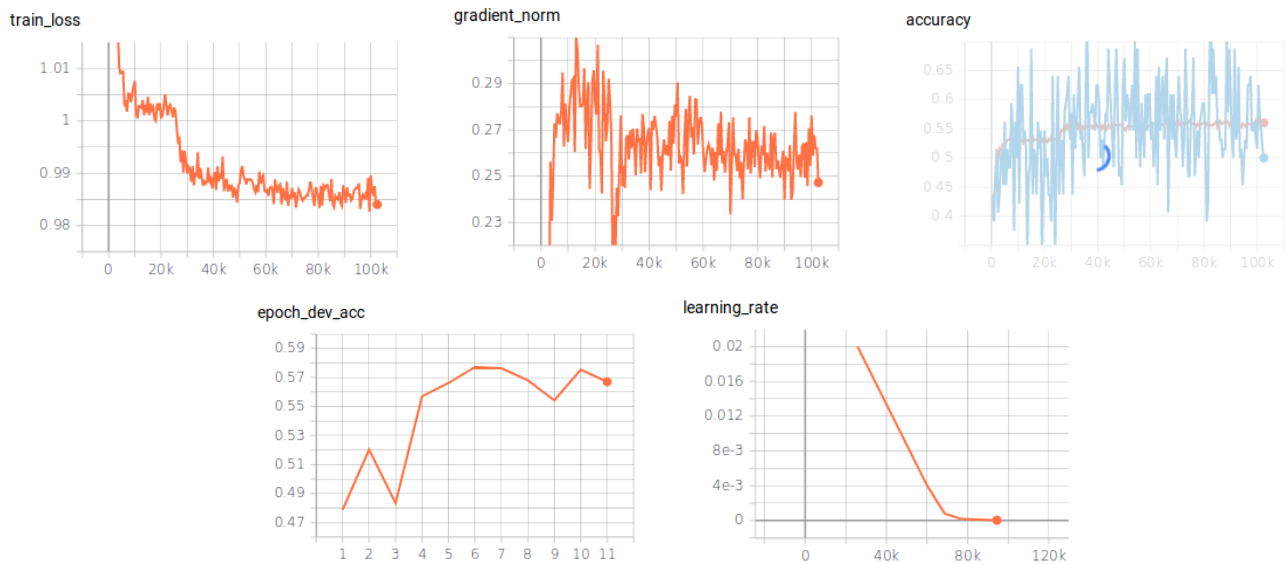 train_loss
gradient_norm
accuracy
1.01
1
0.99
0.98
0 20k 40k 60k 80k 100k
0.29
0.27
0.25
0.23
0 20k 40k 60k 80k 100k
0.65
0.6
0.55
0.5
0.45
0.4
0 20k 40k 60k 80k 100k
epoch_dev_acc
learning_rate
0.59
0.57
0.55
0.53
0.51
0.49
0.47
1 2 3 4 5 6 7 8 9 10 11
0.02
0.016
0.012
8e-3
4e-3
0
0 40k 80k 120k